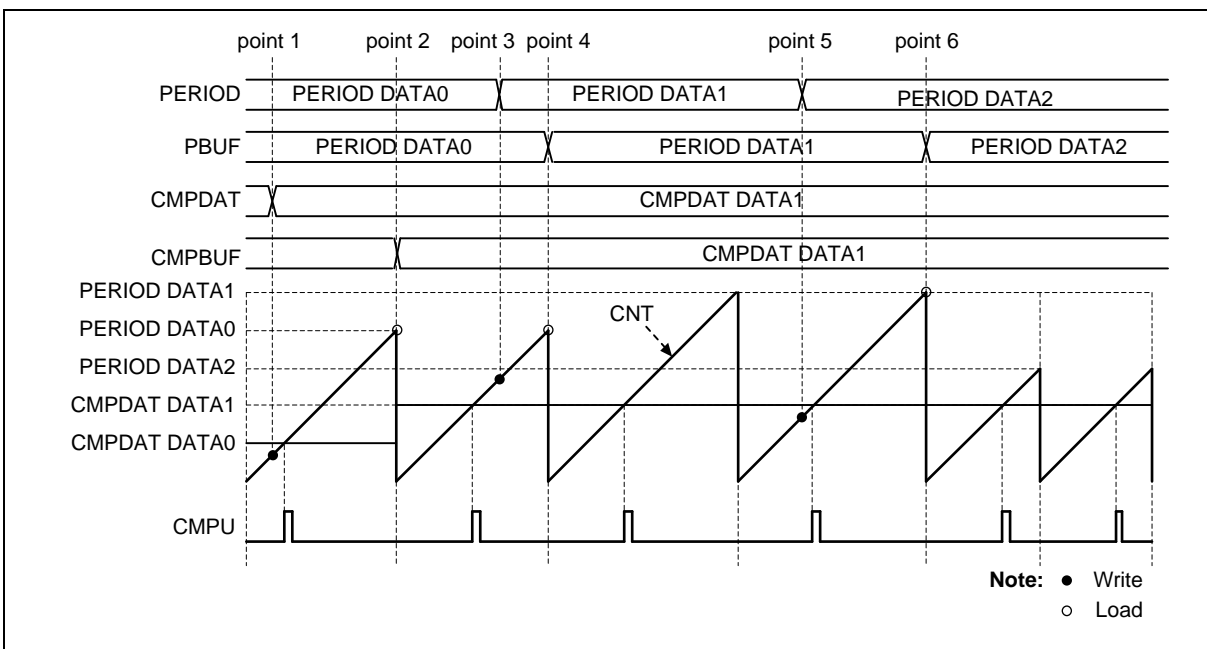 point 1 point 2 point 3 point 4 point 5 point 6
PERIOD PERIOD DATA0 PERIOD DATA1 PERIOD DATA2
PBUF PERIOD DATA0 PERIOD DATA1 PERIOD DATA2
CMPDAT CMPDAT DATA1
CMPBUF CMPDAT DATA1
PERIOD DATA1
PERIOD DATA0
CNT
PERIOD DATA2
CMPDAT DATA1
CMPDAT DATA0
CMPU
Note: ● Write
○ Load